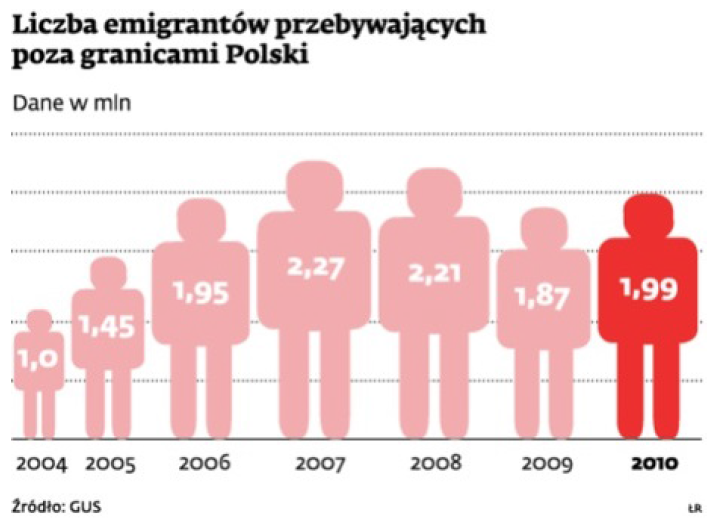 Liczba emigrantów przebywających
poza granicami Polski
Dane w mln
1,0
1,45
1,95
2,27
2,21
1,87
1,99
2004 2005 2006 2007 2008 2009 2010
Źródło: GUS
ŁR